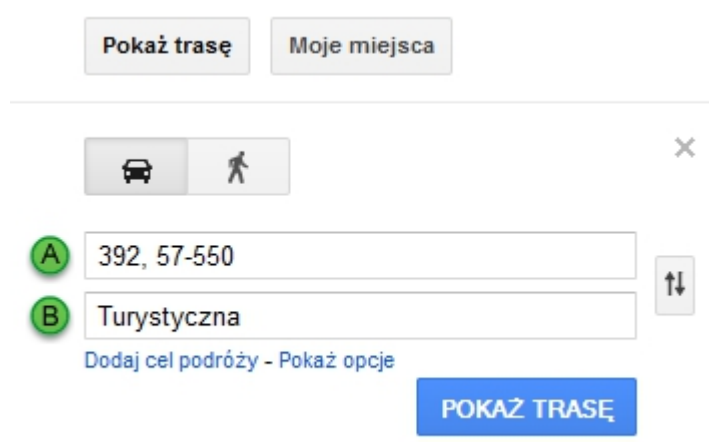 Pokaż trasę Moje miejsca
A 392, 57-550
B Turystyczna
Dodaj cel podróży - Pokaż opcje
POKAŻ TRASĘ